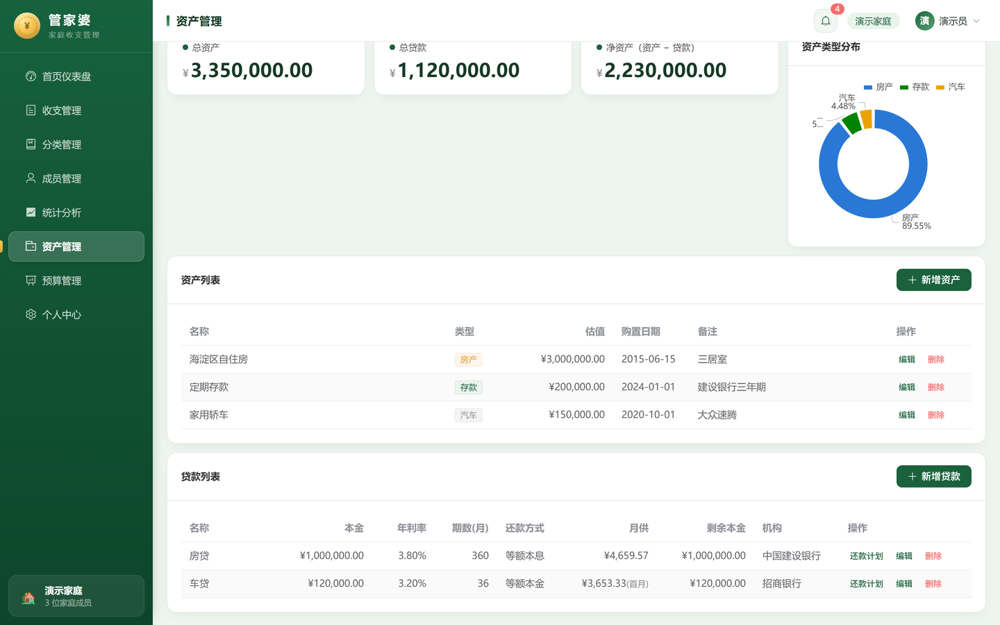 管家婆
家庭收支管理
首页仪表盘
收支管理
分类管理
成员管理
统计分析
资产管理
预算管理
个人中心
演示家庭
3 位家庭成员
资产管理
4
演示家庭
演 演示员
总资产
¥3,350,000.00
总贷款
¥1,120,000.00
净资产（资产 − 贷款）
¥2,230,000.00
资产类型分布
房产 存款 汽车
汽车
4.48%
...
5...
房产
89.55%
资产列表
新增资产
名称 类型 估值 购置日期 备注 操作
海淀区自住房 房产 ¥3,000,000.00 2015-06-15 三居室 编辑 删除
定期存款 存款 ¥200,000.00 2024-01-01 建设银行三年期 编辑 删除
家用轿车 汽车 ¥150,000.00 2020-10-01 大众速腾 编辑 删除
贷款列表
新增贷款
名称 本金 年利率 期数(月) 还款方式 月供 剩余本金 机构 操作
房贷 ¥1,000,000.00 3.80% 360 等额本息 ¥4,659.57 ¥1,000,000.00 中国建设银行 还款计划 编辑 删除
车贷 ¥120,000.00 3.20% 36 等额本金 ¥3,653.33(首月) ¥120,000.00 招商银行 还款计划 编辑 删除